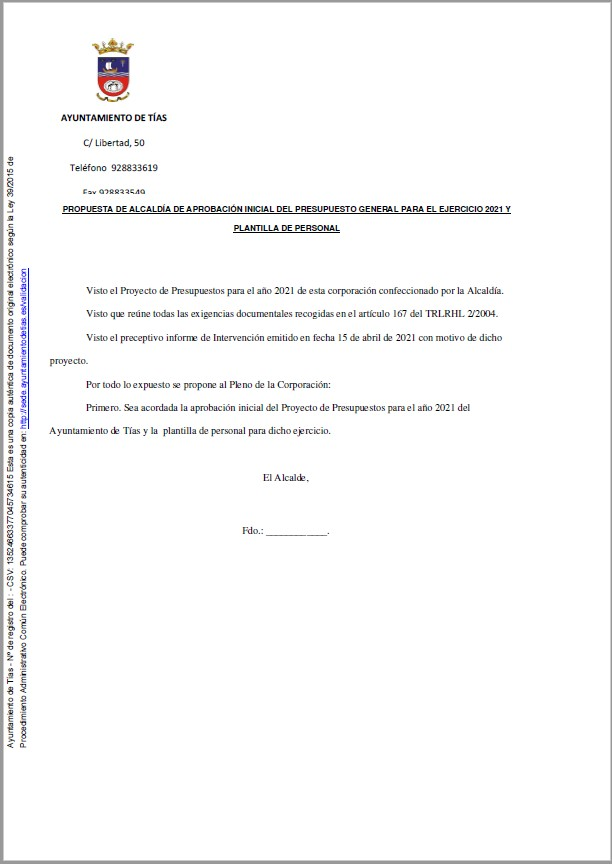 AYUNTAMIENTO DE TÍAS
C/ Libertad, 50
Teléfono 928833619
Fax 928833549
PROPUESTA DE ALCALDÍA DE APROBACIÓN INICIAL DEL PRESUPUESTO GENERAL PARA EL EJERCICIO 2021 Y
PLANTILLA DE PERSONAL
Visto el Proyecto de Presupuestos para el año 2021 de esta corporación confeccionado por la Alcaldía.
Visto que reúne todas las exigencias documentales recogidas en el artículo 167 del TRLRHL 2/2004.
Visto el preceptivo informe de Intervención emitido en fecha 15 de abril de 2021 con motivo de dicho
proyecto.
Por todo lo expuesto se propone al Pleno de la Corporación:
Primero. Sea acordada la aprobación inicial del Proyecto de Presupuestos para el año 2021 del
Ayuntamiento de Tías y la plantilla de personal para dicho ejercicio.
El Alcalde,
Fdo.: _____________.
Ayuntamiento de Tías - Nº de registro del : - CSV: 13524663377045734615 Esta es una copia auténtica de documento original electrónico según la Ley 39/2015 de
Procedimiento Administrativo Común Electrónico. Puede comprobar su autenticidad en: http://sede.ayuntamientodetias.es/validacion